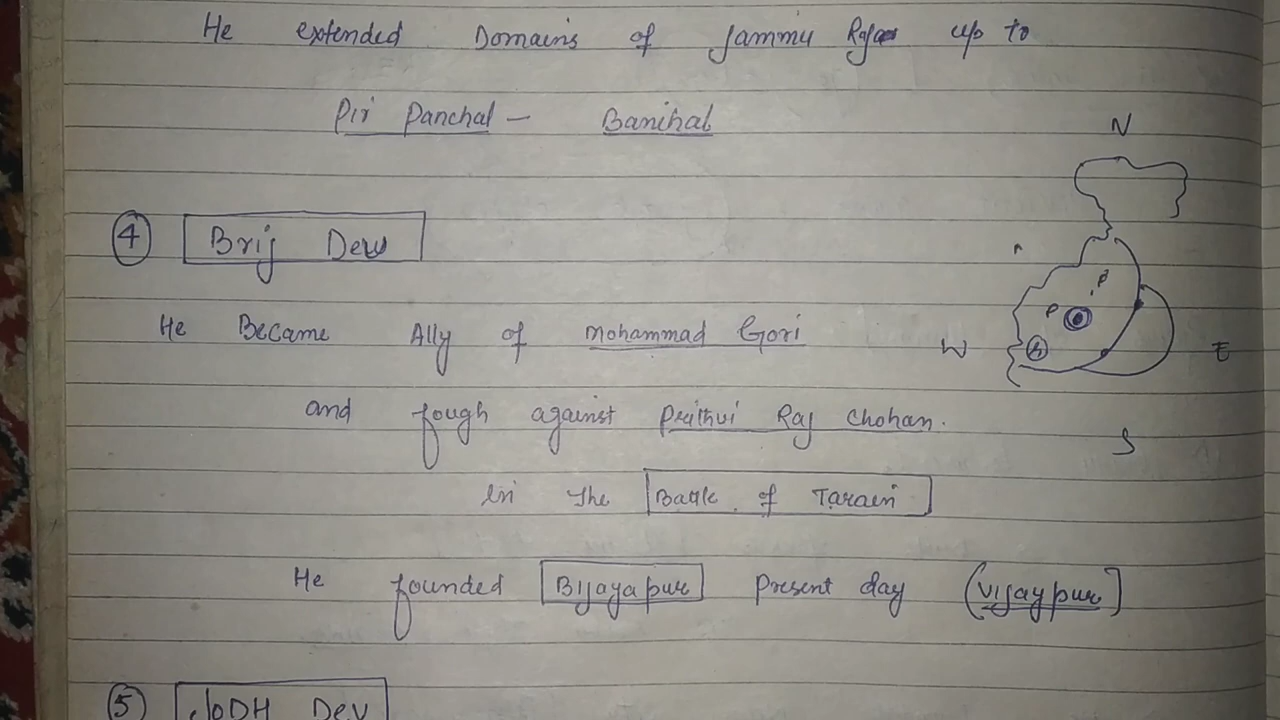 He extended Domains of Jammu Raja up to
Pir Panchal - Banihal
N
4 Brij Dev
P
P
He Became Ally of Mohammad Gori
W
E
and fough against Prithvi Raj Chohan.
S
in the Battle of Tarain
He founded Bijayapur Present day (Vijaypur]
5 JODH Dev